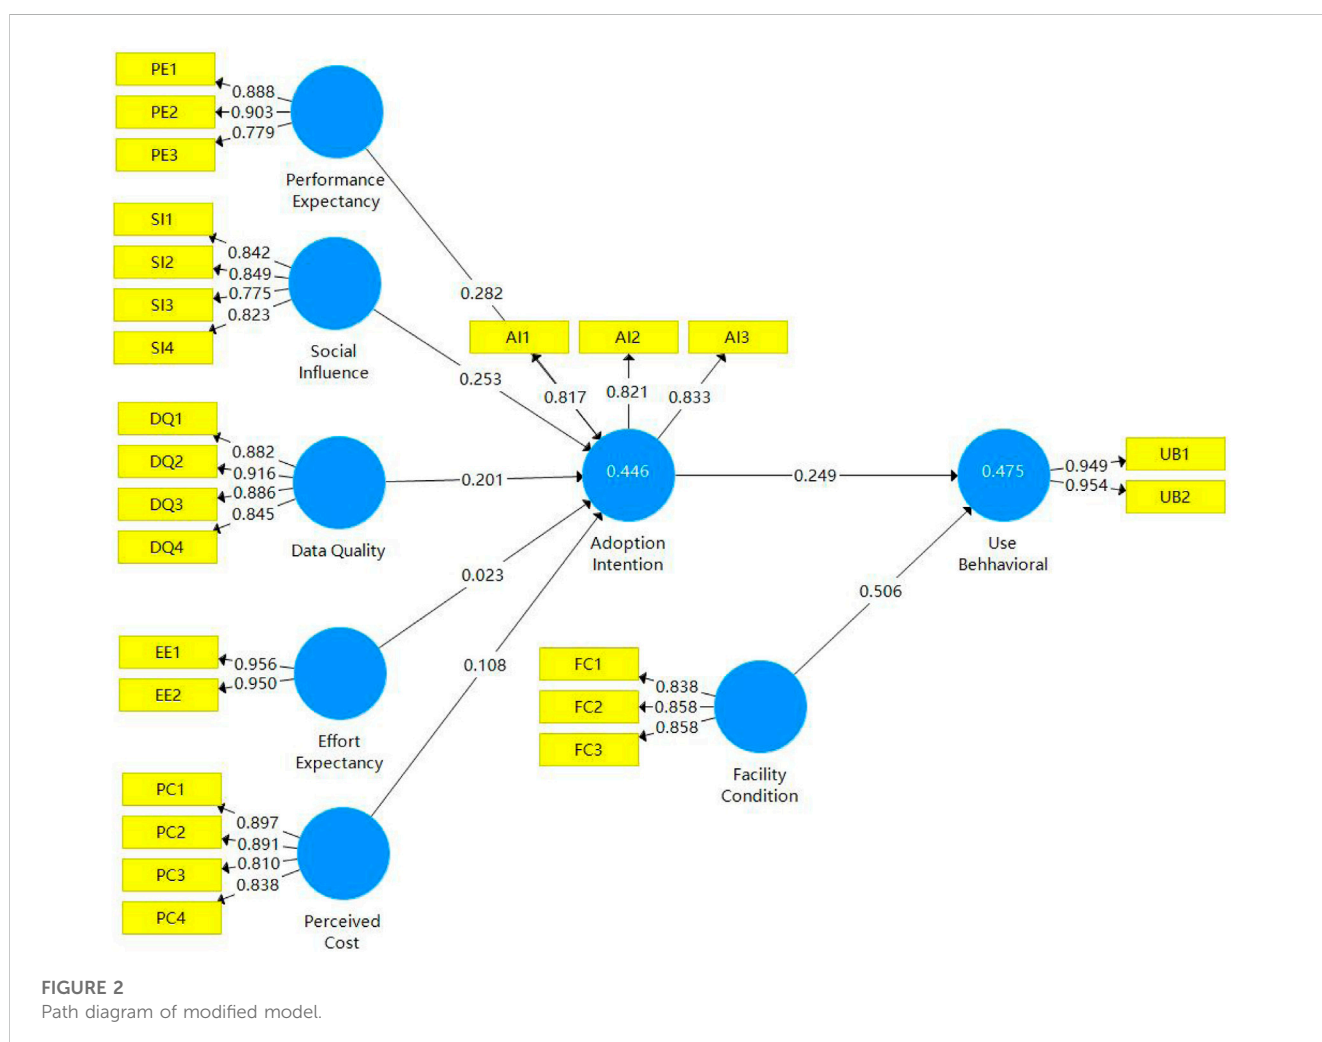 PE1
0.888
PE2
0.903
PE3
0.779
Performance
Expectancy
SI1
0.842
SI2
0.849
SI3
0.775
SI4
0.823
Social
Influence
DQ1
0.882
DQ2
0.916
DQ3
0.886
DQ4
0.845
Data Quality
EE1
0.956
EE2
0.950
Effort
Expectancy
PC1
0.897
PC2
0.891
PC3
0.810
PC4
0.838
Perceived
Cost
0.282
0.253
0.201
0.023
0.108
AI1
AI2
AI3
0.817
0.821
0.833
0.446
Adoption
Intention
0.249
FC1
0.838
FC2
0.858
FC3
0.858
Facility
Condition
0.506
0.475
Use
Behhavioral
0.949
UB1
0.954
UB2
FIGURE 2
Path diagram of modified model.